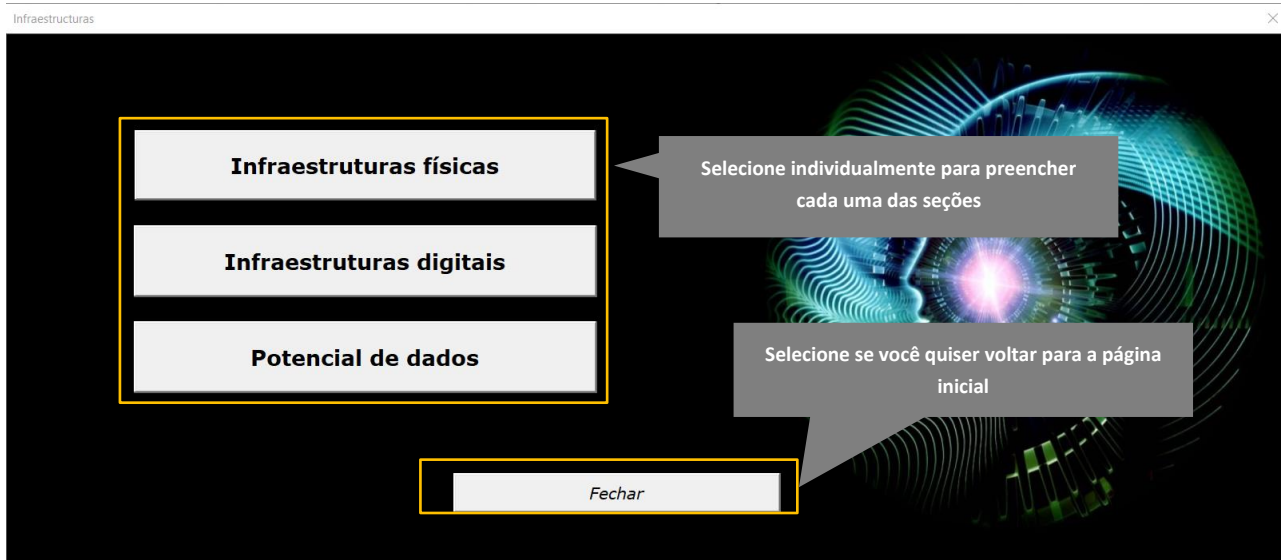 Infraestructuras
Infraestruturas físicas
Selecione individualmente para preencher
cada uma das seções
Infraestruturas digitais
Potencial de dados
Selecione se você quiser voltar para a página
inicial
Fechar